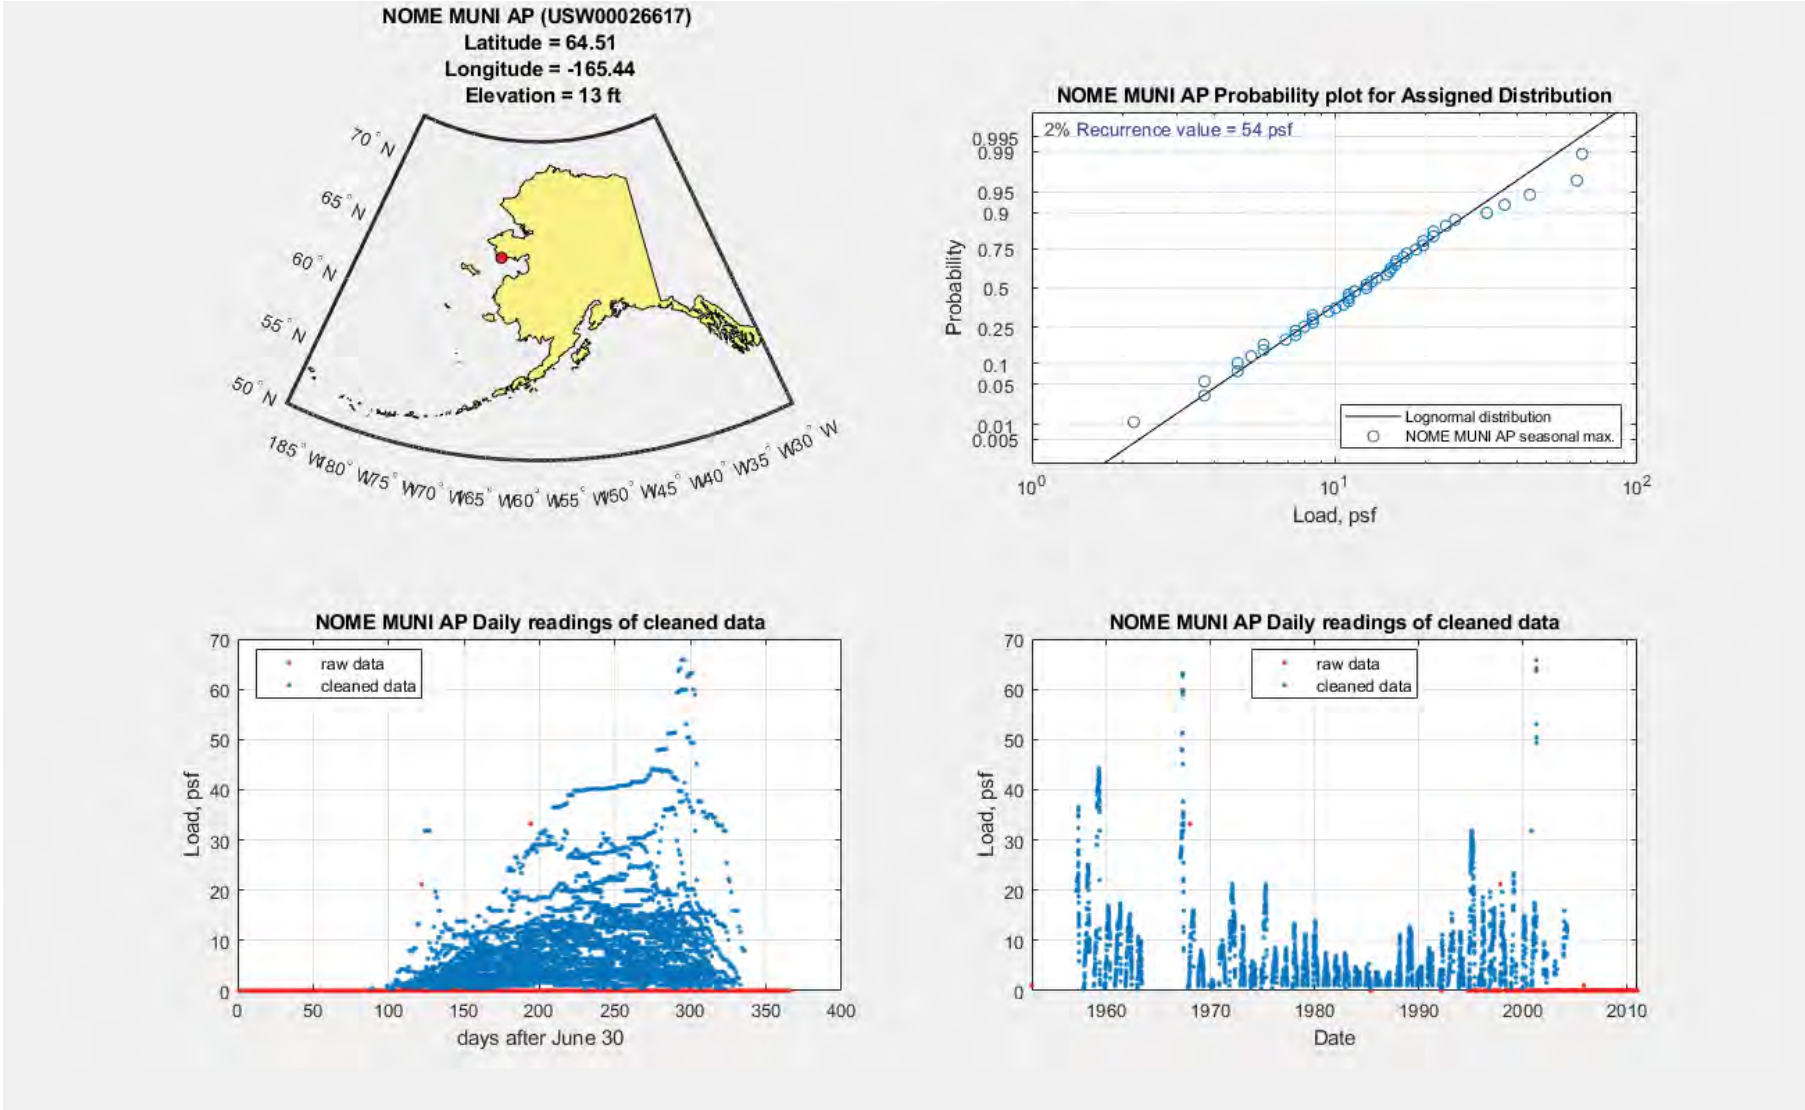 NOME MUNI AP (USW00026617)
Latitude = 64.51
Longitude = -165.44
Elevation = 13 ft
70° N
65° N
60° N
55° N
50° N
185° W
180° W
175° W
170° W
165° W
160° W
155° W
150° W
145° W
140° W
135° W
130° W
NOME MUNI AP Probability plot for Assigned Distribution
2% Recurrence value = 54 psf
0.995
0.99
0.95
0.9
0.75
0.5
0.25
0.1
0.05
0.01
0.005
Probability
Lognormal distribution
NOME MUNI AP seasonal max.
10^0 10^1 10^2
Load, psf
NOME MUNI AP Daily readings of cleaned data
raw data
cleaned data
70
60
50
40
30
20
10
0
Load, psf
0 50 100 150 200 250 300 350 400
days after June 30
NOME MUNI AP Daily readings of cleaned data
raw data
cleaned data
70
60
50
40
30
20
10
0
Load, psf
1960 1970 1980 1990 2000 2010
Date